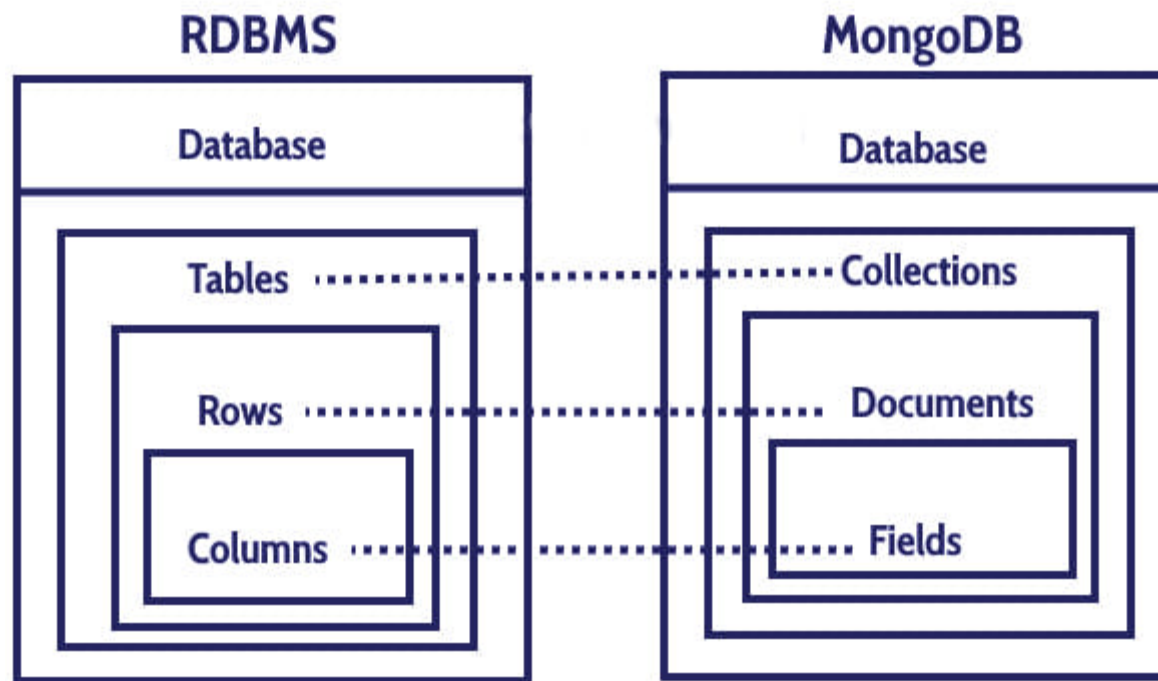 RDBMS
MongoDB
Database
Database
Tables
Collections
Rows
Documents
Columns
Fields